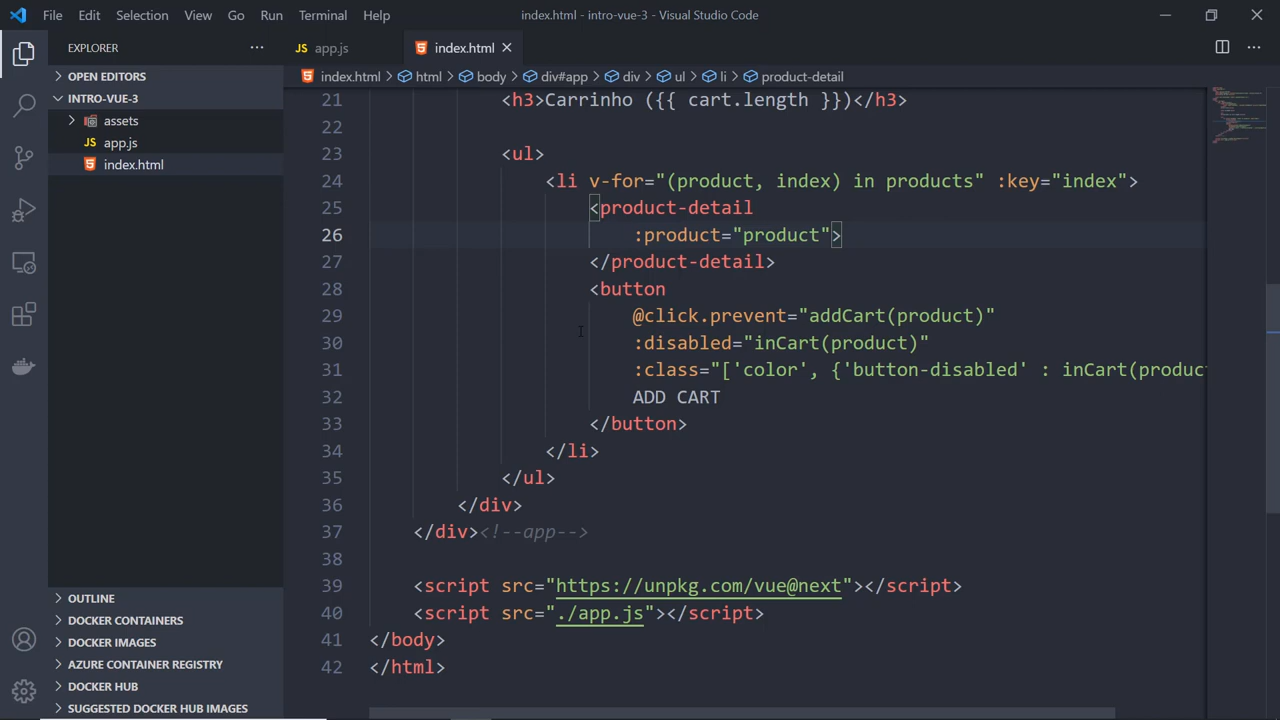 File Edit Selection View Go Run Terminal Help index.html - intro-vue-3 - Visual Studio Code
EXPLORER ···
JS app.js
index.html ×
index.html > html > body > div#app > div > ul > li > product-detail
OPEN EDITORS
INTRO-VUE-3
assets
JS app.js
index.html
OUTLINE
DOCKER CONTAINERS
DOCKER IMAGES
AZURE CONTAINER REGISTRY
DOCKER HUB
SUGGESTED DOCKER HUB IMAGES
21 <h3>Carrinho ({{ cart.length }})</h3>
22
23 <ul>
24 <li v-for="(product, index) in products" :key="index">
25 <product-detail
26 :product="product">
27 </product-detail>
28 <button
29 @click.prevent="addCart(product)"
30 :disabled="inCart(product)"
31 :class="['color', {'button-disabled' : inCart(produc
32 ADD CART
33 </button>
34 </li>
35 </ul>
36 </div>
37 </div><!--app-->
38
39 <script src="https://unpkg.com/vue@next"></script>
40 <script src="./app.js"></script>
41 </body>
42 </html>